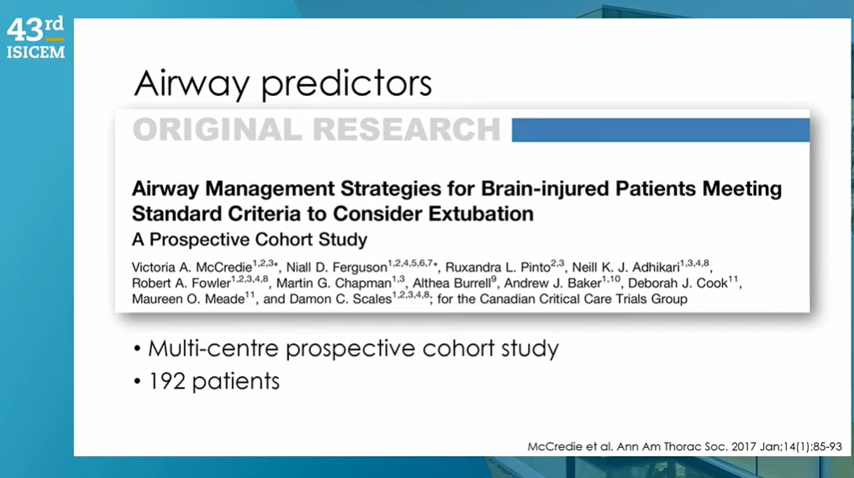 43rd
ISICEM
Airway predictors
ORIGINAL RESEARCH
Airway Management Strategies for Brain-injured Patients Meeting
Standard Criteria to Consider Extubation
A Prospective Cohort Study
Victoria A. McCredie1,2,3*, Niall D. Ferguson1,2,4,5,6,7*, Ruxandra L. Pinto2,3, Neill K. J. Adhikari1,3,4,8,
Robert A. Fowler1,2,3,4,8, Martin G. Chapman1,3, Althea Burrell9, Andrew J. Baker1,10, Deborah J. Cook11,
Maureen O. Meade11, and Damon C. Scales1,2,3,4,8; for the Canadian Critical Care Trials Group
• Multi-centre prospective cohort study
• 192 patients
McCredie et al. Ann Am Thorac Soc. 2017 Jan;14(1):85-93